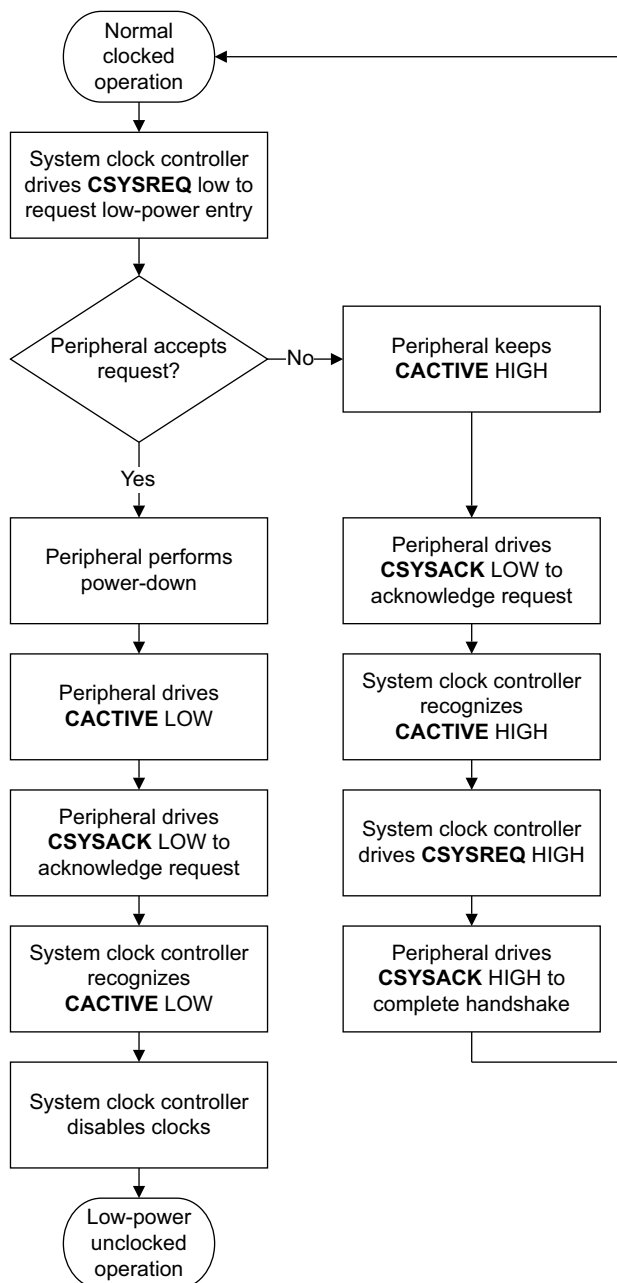 Normal
clocked
operation
System clock controller
drives CSYSREQ low to
request low-power entry
Peripheral accepts
request?
No
Peripheral keeps
CACTIVE HIGH
Yes
Peripheral performs
power-down
Peripheral drives
CACTIVE LOW
Peripheral drives
CSYSACK LOW to
acknowledge request
System clock controller
recognizes
CACTIVE LOW
System clock controller
disables clocks
Low-power
unclocked
operation
Peripheral drives
CSYSACK LOW to
acknowledge request
System clock controller
recognizes
CACTIVE HIGH
System clock controller
drives CSYSREQ HIGH
Peripheral drives
CSYSACK HIGH to
complete handshake